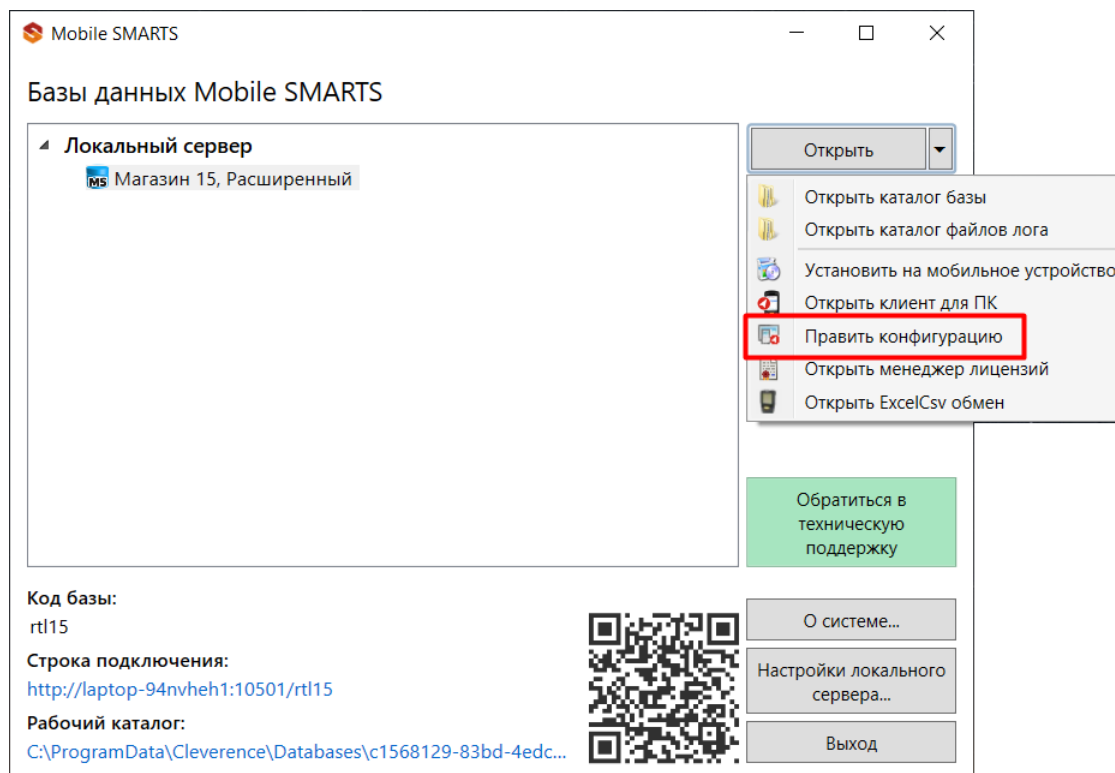 Mobile SMARTS
Базы данных Mobile SMARTS
Локальный сервер
Магазин 15, Расширенный
Открыть
Открыть каталог базы
Открыть каталог файлов лога
Установить на мобильное устройство
Открыть клиент для ПК
Править конфигурацию
Открыть менеджер лицензий
Открыть ExcelCsv обмен
Обратиться в
техническую
поддержку
Код базы:
rtl15
Строка подключения:
http://laptop-94nvheh1:10501/rtl15
Рабочий каталог:
C:\ProgramData\Cleverence\Databases\c1568129-83bd-4edc...
О системе...
Настройки локального
сервера...
Выход